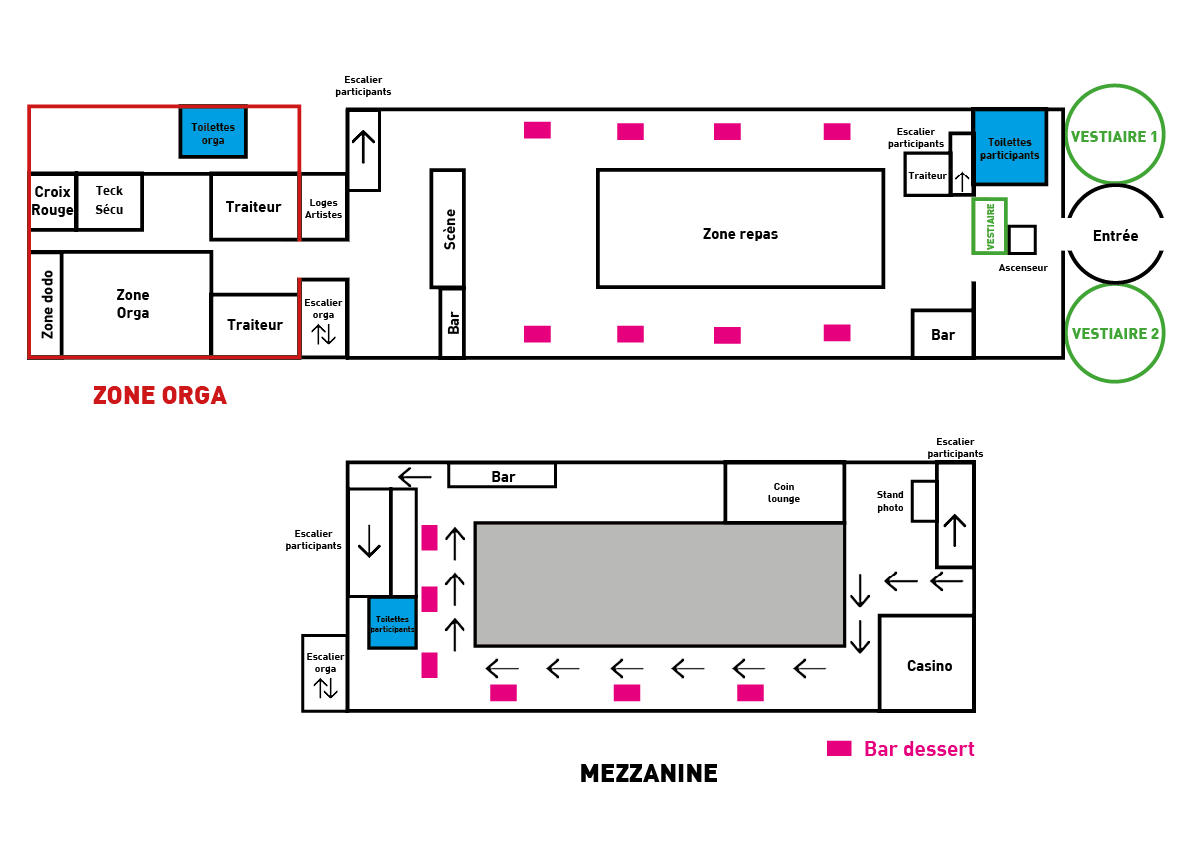 Escalier
participants
Toilettes
orga
Croix
Rouge
Teck
Sécu
Traiteur
Loges
Artistes
Zone dodo
Zone
Orga
Traiteur
Escalier
orga
ZONE ORGA
Scène
Bar
Zone repas
Escalier
participants
Traiteur
Toilettes
participants
VESTIAIRE
Ascenseur
Bar
VESTIAIRE 1
Entrée
VESTIAIRE 2
Escalier
participants
Bar
Coin
lounge
Stand
photo
Escalier
participants
Toilettes
participants
Escalier
orga
Casino
Bar dessert
MEZZANINE